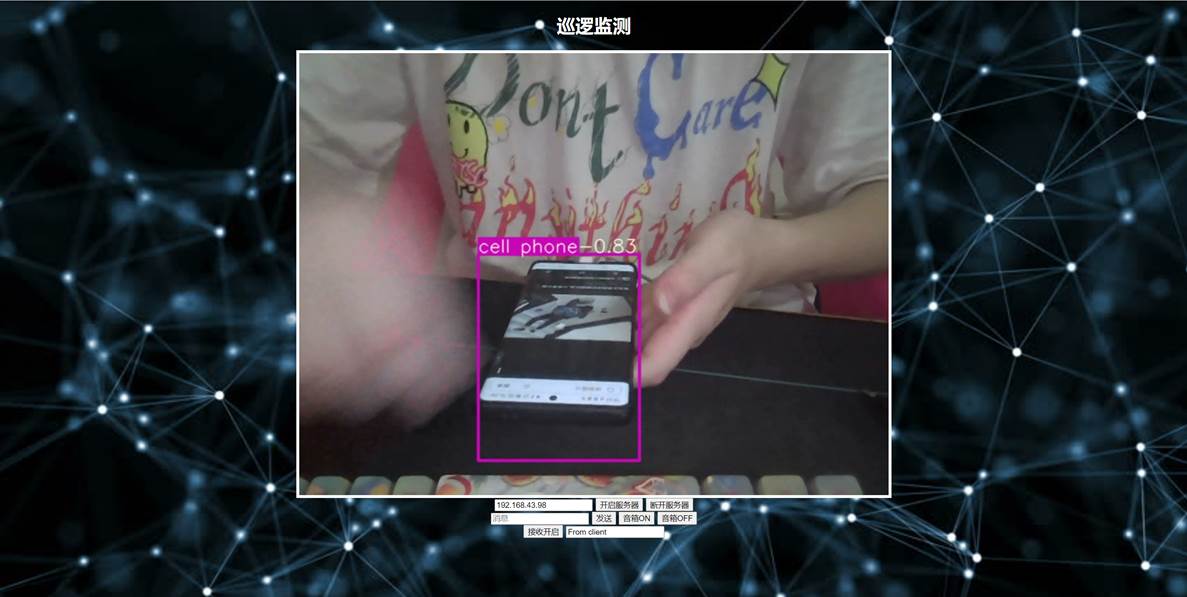 巡逻监测
Don't Care
cell phone-0.83
192.168.43.98 开启服务器 断开服务器
消息 发送 音箱ON 音箱OFF
接收开启 From client